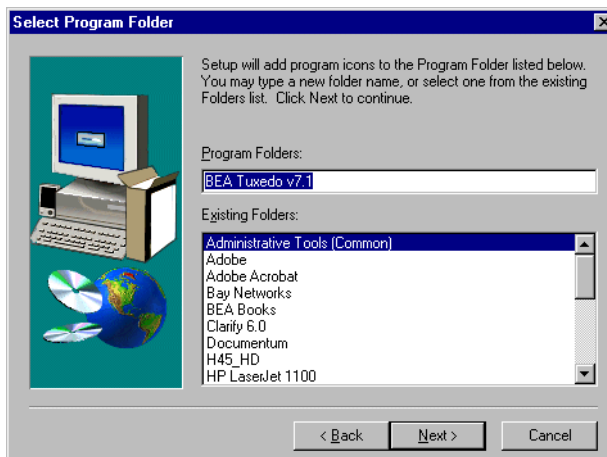 Select Program Folder
Setup will add program icons to the Program Folder listed below.
You may type a new folder name, or select one from the existing
Folders list. Click Next to continue.
Program Folders:
BEA Tuxedo v7.1
Existing Folders:
Administrative Tools (Common)
Adobe
Adobe Acrobat
Bay Networks
BEA Books
Clarify 6.0
Documentum
H45_HD
HP LaserJet 1100
< Back
Next >
Cancel